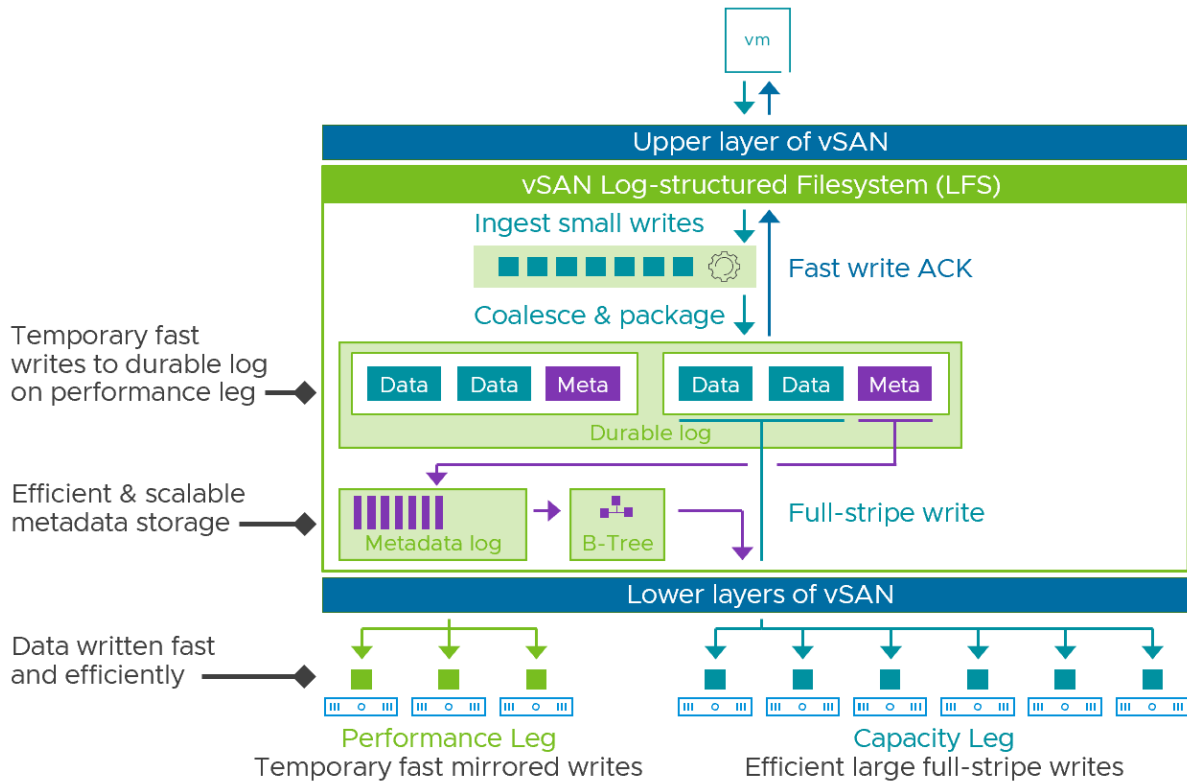 vm
Upper layer of vSAN
vSAN Log-structured Filesystem (LFS)
Ingest small writes
Fast write ACK
Coalesce & package
Temporary fast
writes to durable log
on performance leg
Data Data Meta
Data Data Meta
Durable log
Efficient & scalable
metadata storage
Metadata log
B-Tree
Full-stripe write
Lower layers of vSAN
Data written fast
and efficiently
Performance Leg
Temporary fast mirrored writes
Capacity Leg
Efficient large full-stripe writes